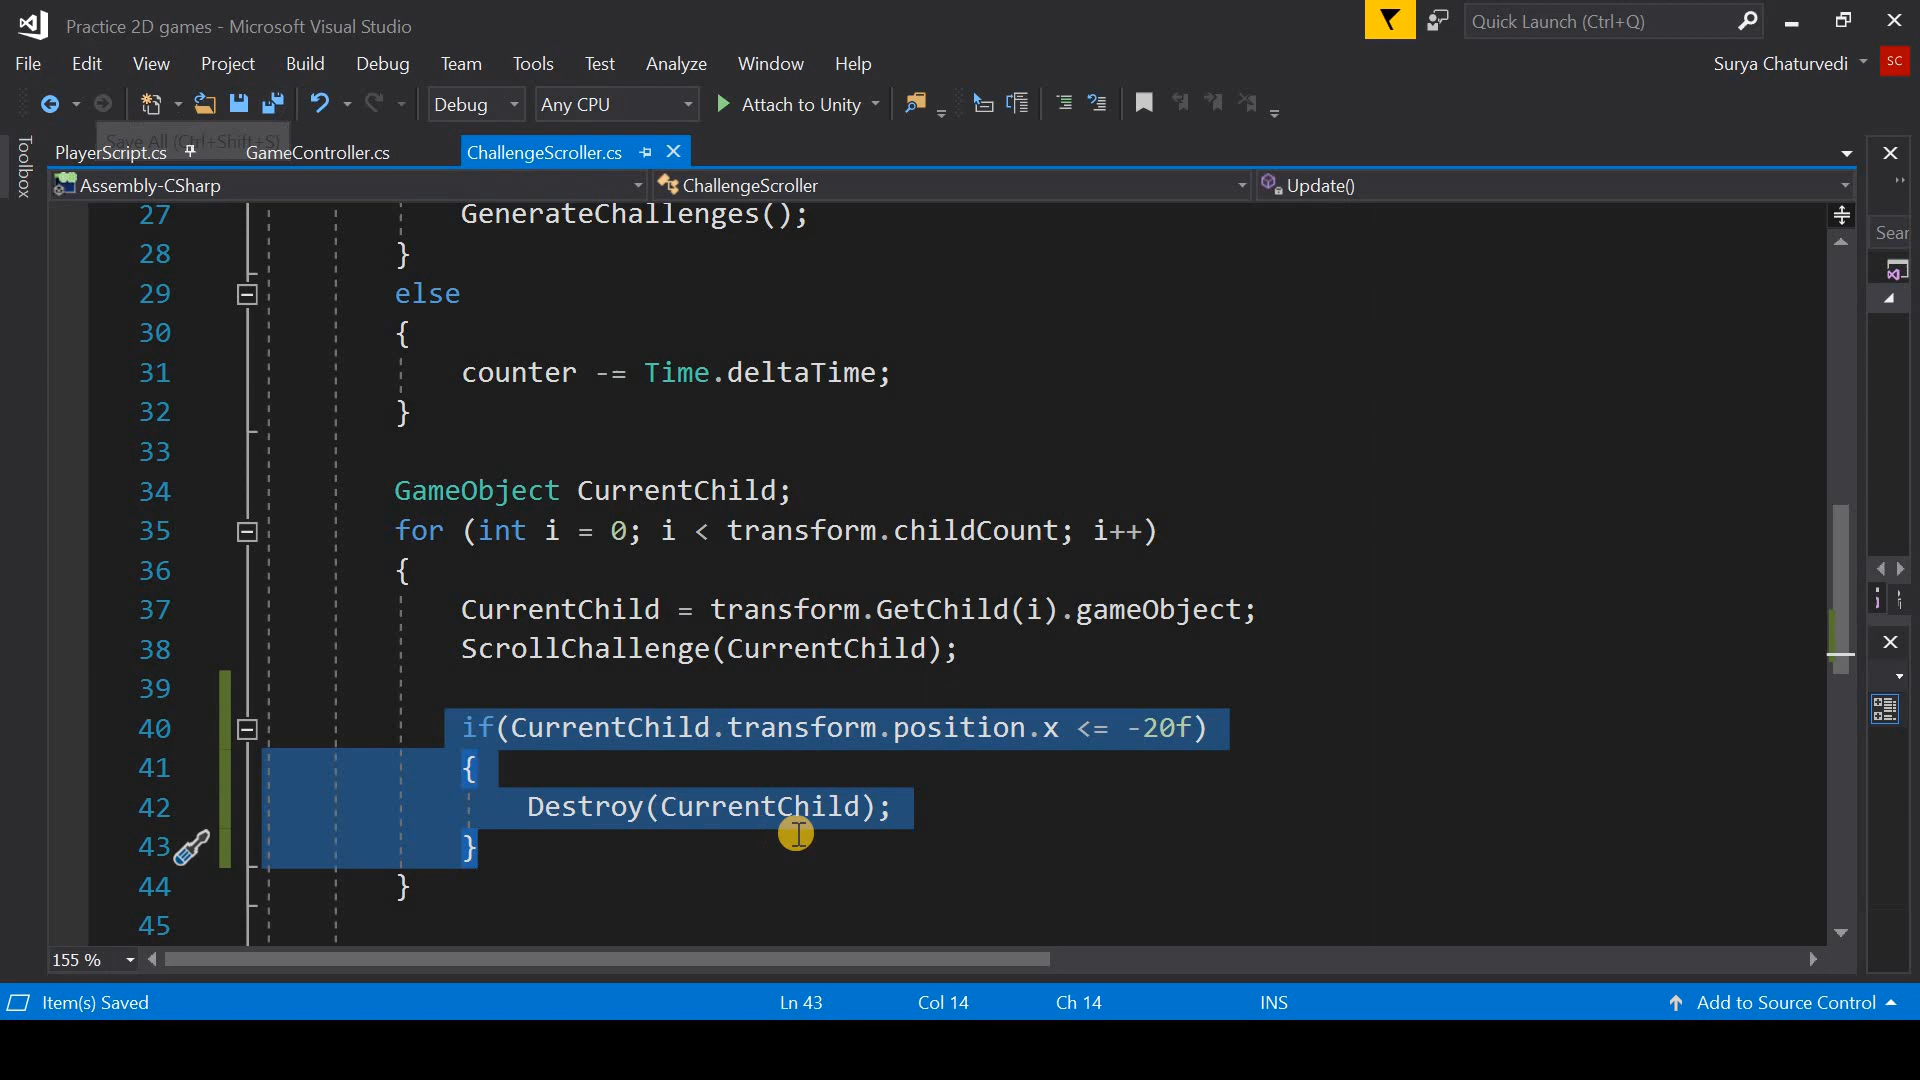 Practice 2D games - Microsoft Visual Studio
Quick Launch (Ctrl+Q)
File Edit View Project Build Debug Team Tools Test Analyze Window Help
Surya Chaturvedi SC
Debug Any CPU Attach to Unity
Save All (Ctrl+Shift+S)
Toolbox
PlayerScript.cs GameController.cs ChallengeScroller.cs
Assembly-CSharp ChallengeScroller Update()
Sear
27 GenerateChallenges();
28 }
29 else
30 {
31 counter -= Time.deltaTime;
32 }
33
34 GameObject CurrentChild;
35 for (int i = 0; i < transform.childCount; i++)
36 {
37 CurrentChild = transform.GetChild(i).gameObject;
38 ScrollChallenge(CurrentChild);
39
40 if(CurrentChild.transform.position.x <= -20f)
41 {
42 Destroy(CurrentChild);
43 }
44 }
45
155 %
Item(s) Saved Ln 43 Col 14 Ch 14 INS Add to Source Control